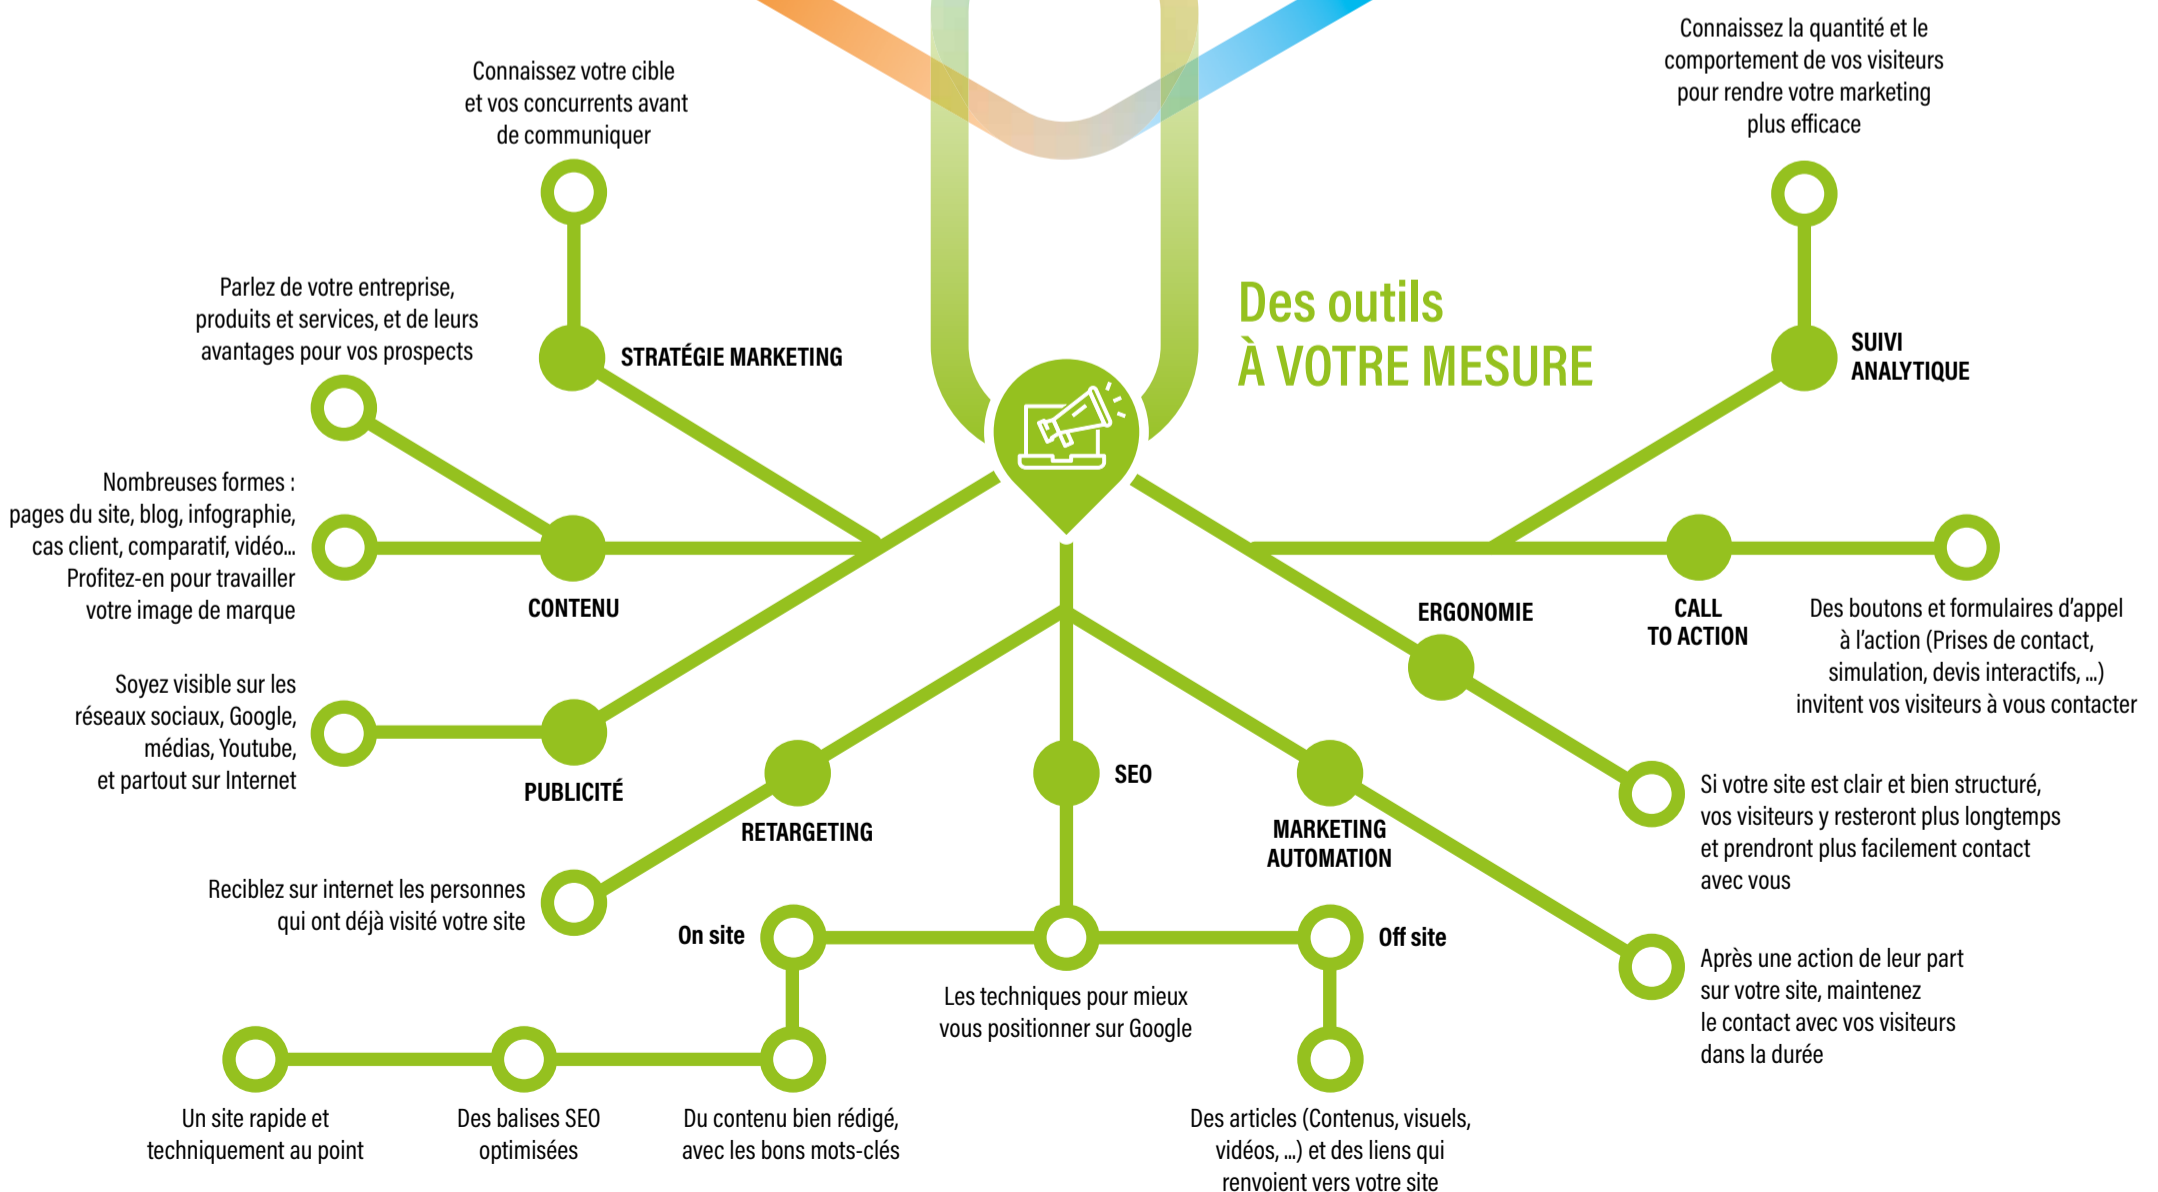 Connaissez votre cible
et vos concurrents avant
de communiquer
Connaissez la quantité et le
comportement de vos visiteurs
pour rendre votre marketing
plus efficace
Des outils
À VOTRE MESURE
STRATÉGIE MARKETING
SUIVI
ANALYTIQUE
Parlez de votre entreprise,
produits et services, et de leurs
avantages pour vos prospects
Nombreuses formes :
pages du site, blog, infographie,
cas client, comparatif, vidéo...
Profitez-en pour travailler
votre image de marque
CONTENU
Soyez visible sur les
réseaux sociaux, Google,
médias, Youtube,
et partout sur Internet
PUBLICITÉ
ERGONOMIE
CALL
TO ACTION
Des boutons et formulaires d’appel
à l’action (Prises de contact,
simulation, devis interactifs, ...)
invitent vos visiteurs à vous contacter
Si votre site est clair et bien structuré,
vos visiteurs y resteront plus longtemps
et prendront plus facilement contact
avec vous
RETARGETING
Reciblez sur internet les personnes
qui ont déjà visité votre site
SEO
MARKETING
AUTOMATION
Après une action de leur part
sur votre site, maintenez
le contact avec vos visiteurs
dans la durée
On site
Off site
Les techniques pour mieux
vous positionner sur Google
Un site rapide et
techniquement au point
Des balises SEO
optimisées
Du contenu bien rédigé,
avec les bons mots-clés
Des articles (Contenus, visuels,
vidéos, ...) et des liens qui
renvoient vers votre site